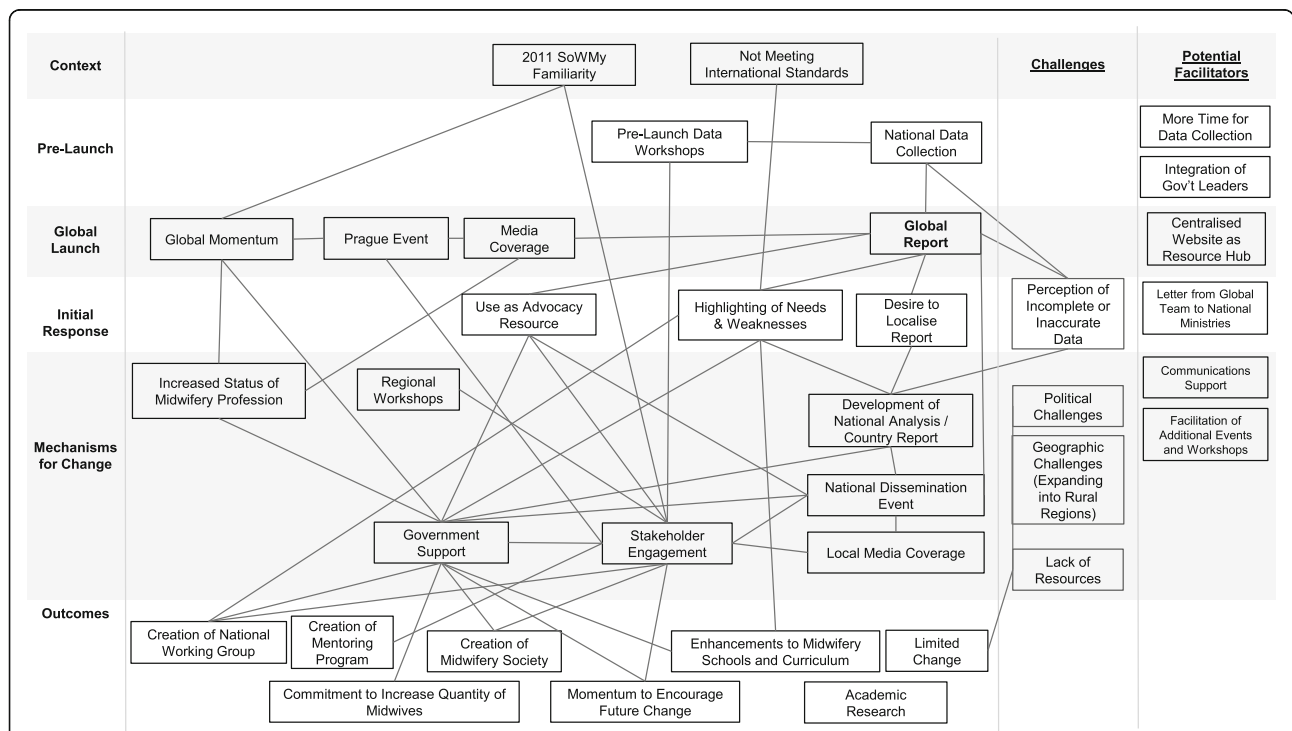 Context
2011 SoWMy
Familiarity
Not Meeting
International Standards
Challenges
Potential
Facilitators
Pre-Launch
Pre-Launch Data
Workshops
National Data
Collection
More Time for
Data Collection
Integration of
Gov't Leaders
Global
Launch
Global Momentum
Prague Event
Media
Coverage
Global
Report
Centralised
Website as
Resource Hub
Initial
Response
Use as Advocacy
Resource
Highlighting of Needs
& Weaknesses
Desire to
Localise
Report
Perception of
Incomplete or
Inaccurate
Data
Letter from Global
Team to National
Ministries
Mechanisms
for Change
Increased Status of
Midwifery Profession
Regional
Workshops
Development of
National Analysis /
Country Report
National Dissemination
Event
Government
Support
Stakeholder
Engagement
Local Media Coverage
Political
Challenges
Geographic
Challenges
(Expanding
into Rural
Regions)
Lack of
Resources
Communications
Support
Facilitation of
Additional Events
and Workshops
Outcomes
Creation of National
Working Group
Creation of
Mentoring
Program
Creation of
Midwifery Society
Enhancements to Midwifery
Schools and Curriculum
Limited
Change
Commitment to Increase Quantity of
Midwives
Momentum to Encourage
Future Change
Academic
Research